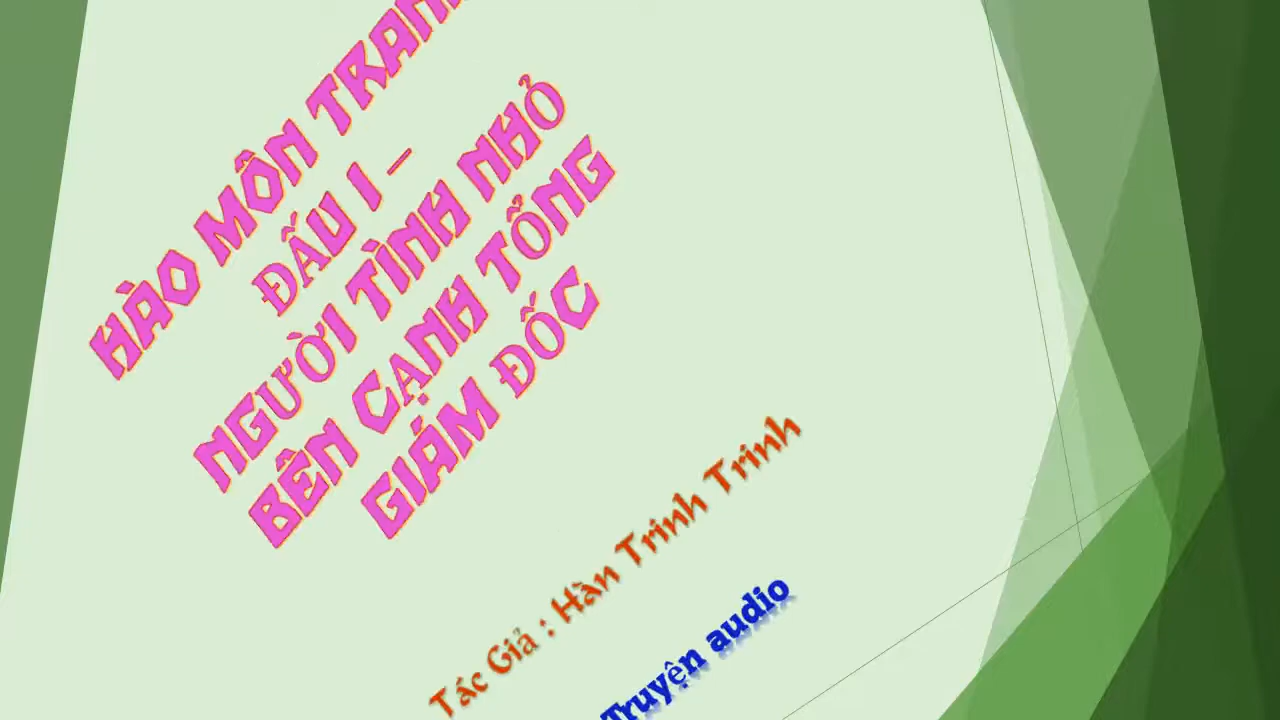 HÀO MÔN TRANH
ĐẤU I –
NGƯỜI TÌNH NHỎ
BÊN CẠNH TỔNG
GIÁM ĐỐC
Tác Giả : Hàn Trinh Trinh
Truyện audio